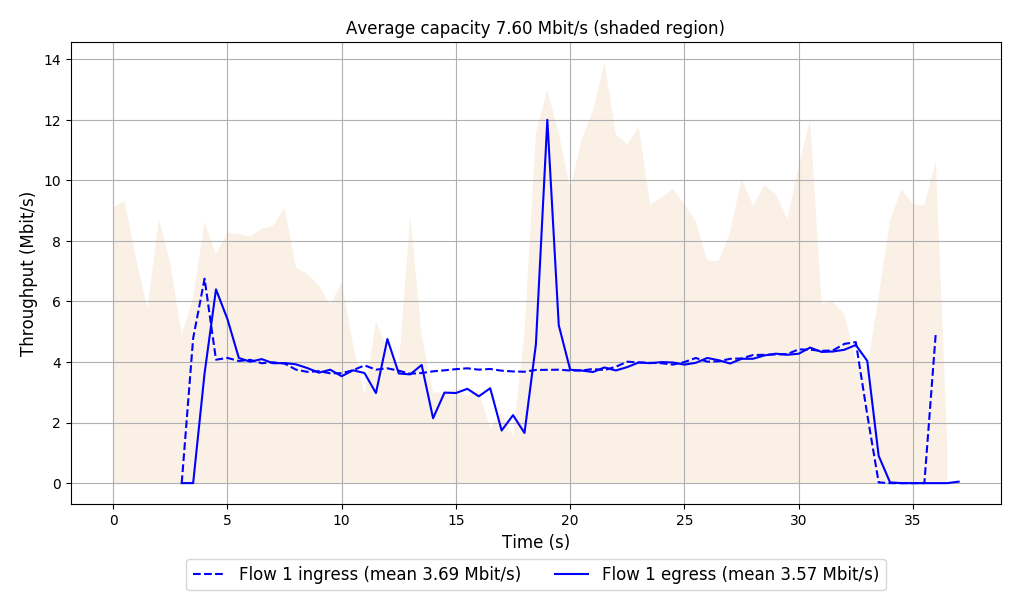 Average capacity 7.60 Mbit/s (shaded region)
14
12
10
8
6
4
2
0
Throughput (Mbit/s)
0 5 10 15 20 25 30 35
Time (s)
Flow 1 ingress (mean 3.69 Mbit/s) Flow 1 egress (mean 3.57 Mbit/s)